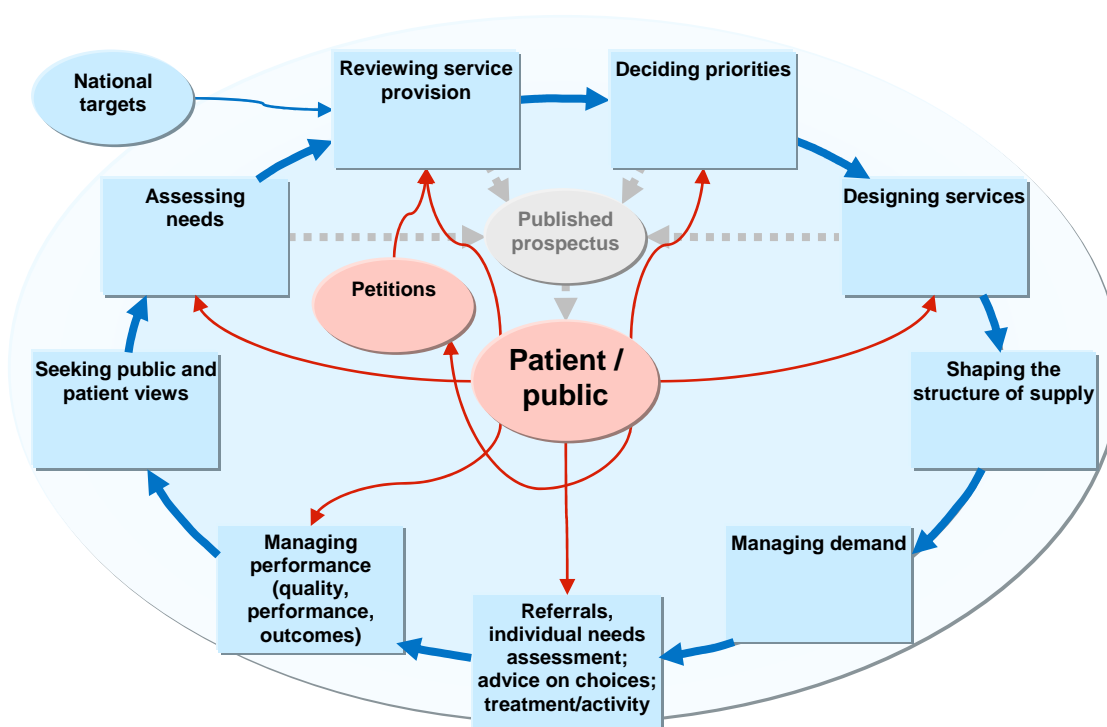 National
targets
Reviewing service
provision
Deciding priorities
Assessing
needs
Published
prospectus
Designing services
Petitions
Patient /
public
Seeking public and
patient views
Shaping the
structure of supply
Managing
performance
(quality,
performance,
outcomes)
Referrals,
individual needs
assessment;
advice on choices;
treatment/activity
Managing demand